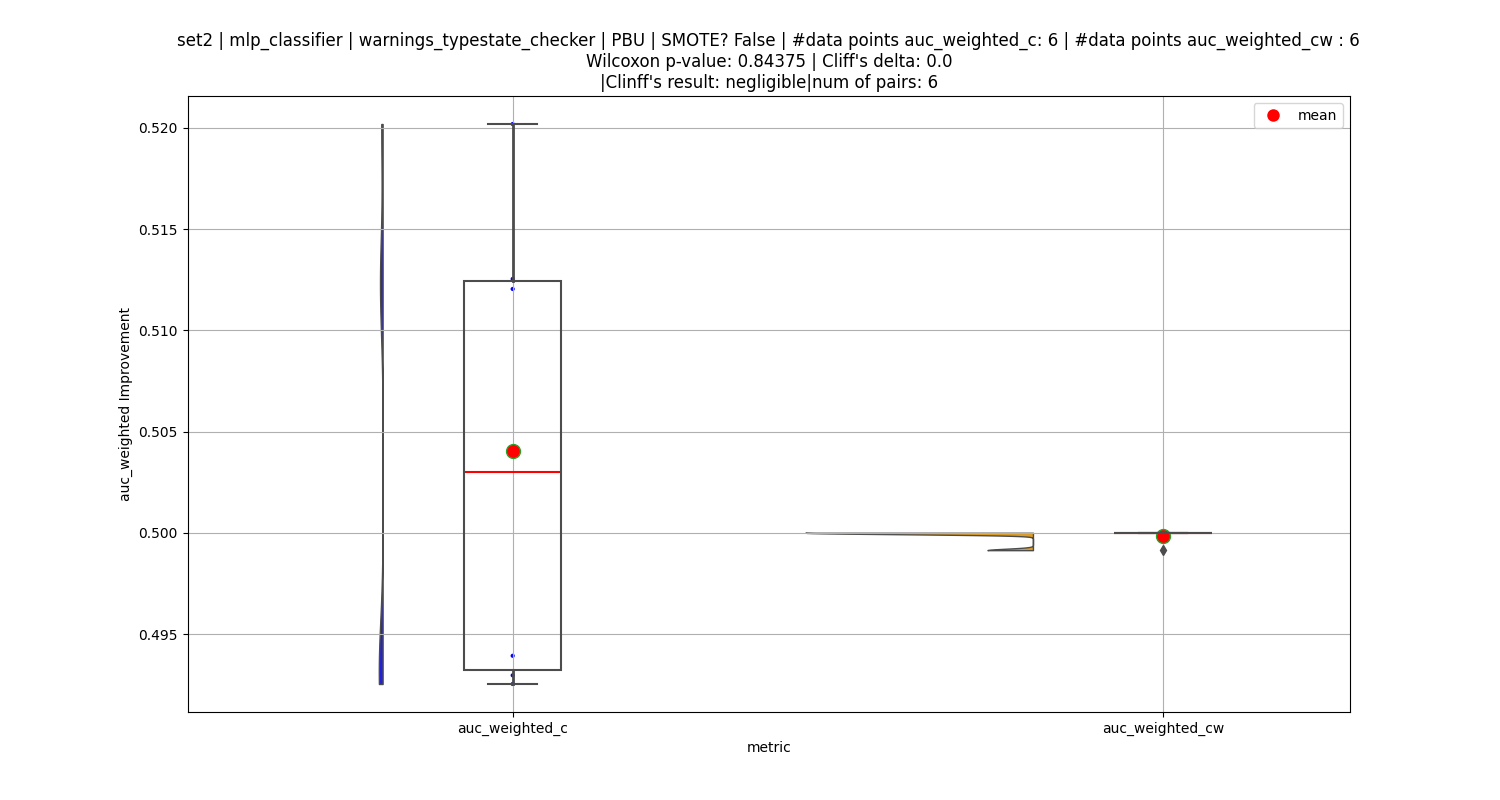 set2 | mlp_classifier | warnings_typestate_checker | PBU | SMOTE? False | #data points auc_weighted_c: 6 | #data points auc_weighted_cw : 6
Wilcoxon p-value: 0.84375 | Cliff's delta: 0.0
|Clinff's result: negligible|num of pairs: 6
mean
0.520
0.515
0.510
0.505
0.500
0.495
auc_weighted Improvement
auc_weighted_c
auc_weighted_cw
metric